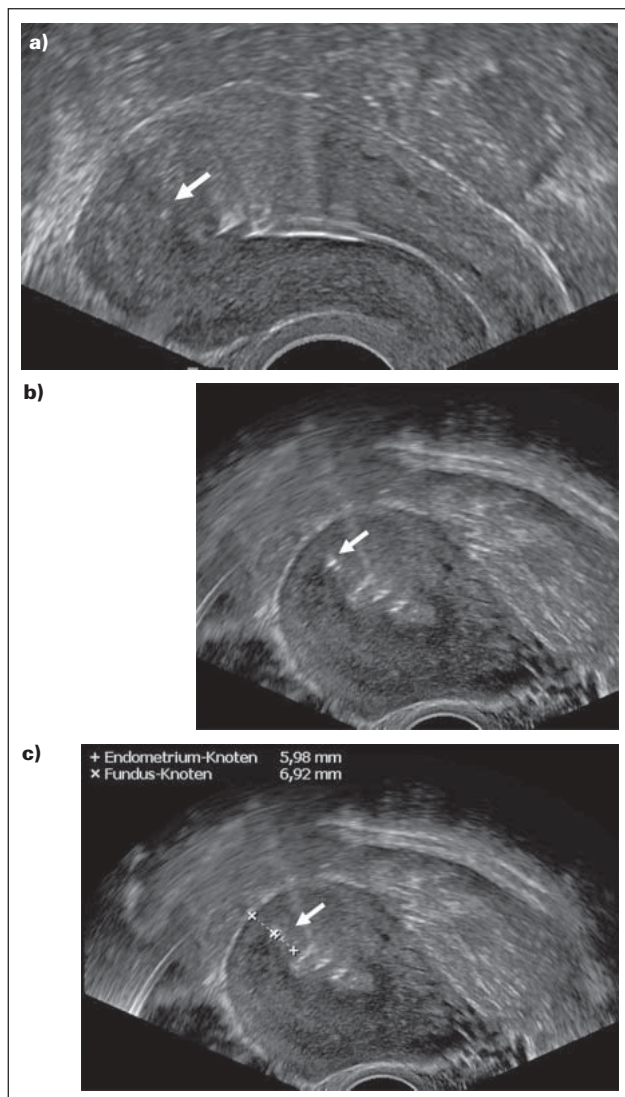 a)
b)
c)
+ Endometrium-Knoten 5,98 mm
× Fundus-Knoten 6,92 mm